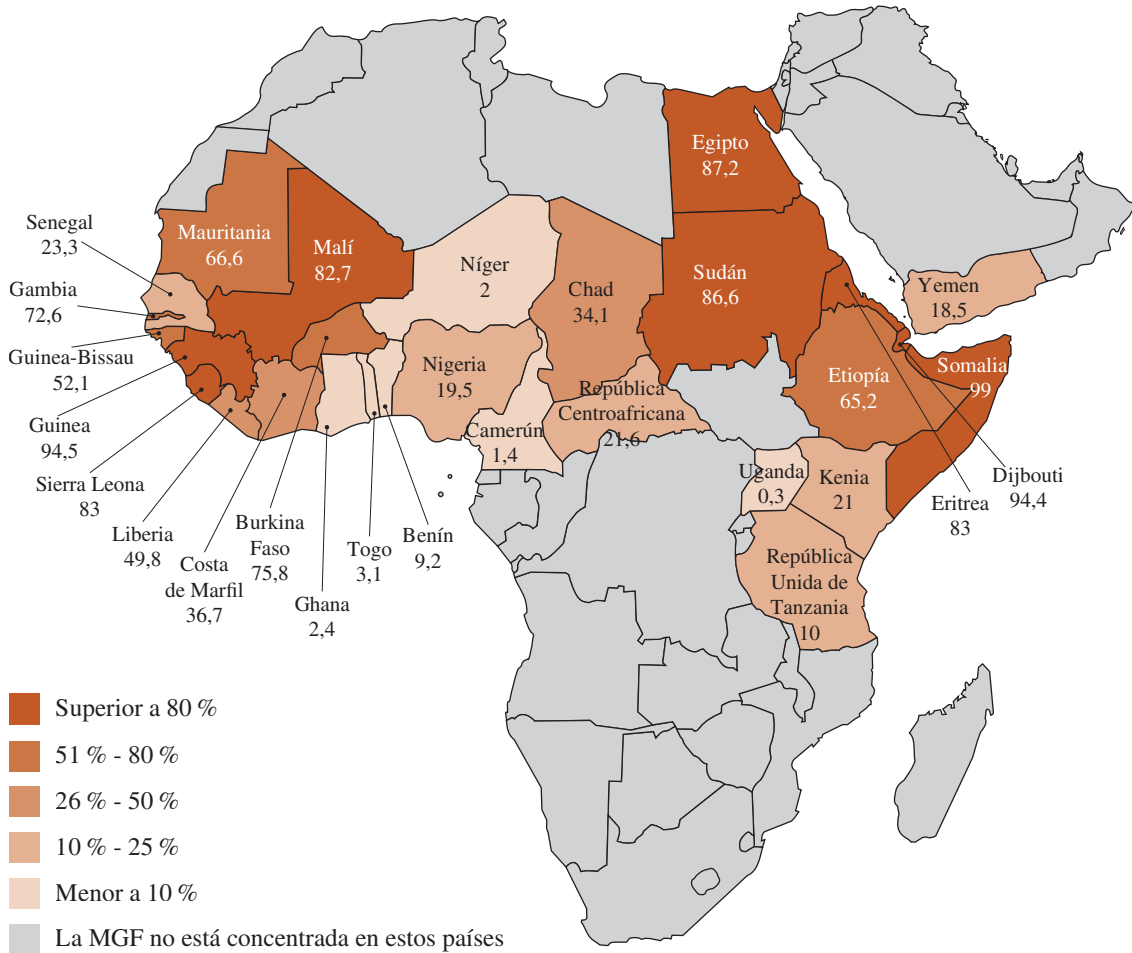 Egipto
87,2
Senegal
23,3
Mauritania
66,6
Malí
82,7
Níger
2
Chad
34,1
Sudán
86,6
Yemen
18,5
Gambia
72,6
Guinea-Bissau
52,1
Nigeria
19,5
República
Centroafricana
21,6
Etiopía
65,2
Somalia
99
Guinea
94,5
Camerún
1,4
Uganda
0,3
Kenia
21
Dijbouti
94,4
Eritrea
83
Sierra Leona
83
Liberia
49,8
Costa
de Marfil
36,7
Burkina
Faso
75,8
Ghana
2,4
Togo
3,1
Benín
9,2
República
Unida de
Tanzania
10
Superior a 80 %
51 % - 80 %
26 % - 50 %
10 % - 25 %
Menor a 10 %
La MGF no está concentrada en estos países